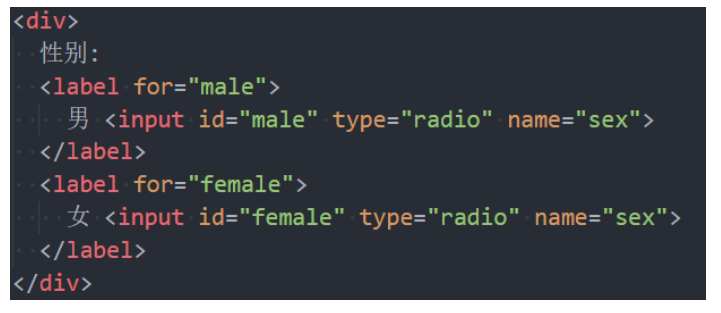 <div>
性别:
<label for="male">
男 <input id="male" type="radio" name="sex">
</label>
<label for="female">
女 <input id="female" type="radio" name="sex">
</label>
</div>